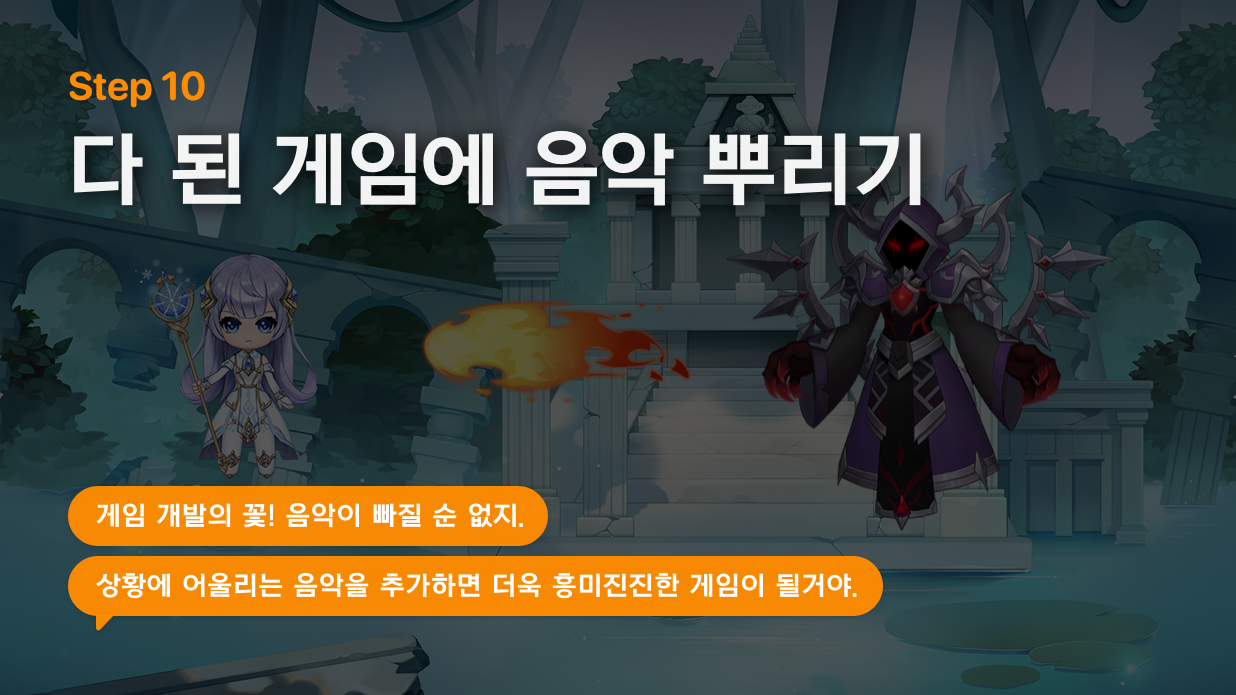 Step 10
다 된 게임에 음악 뿌리기
게임 개발의 꽃! 음악이 빠질 순 없지.
상황에 어울리는 음악을 추가하면 더욱 흥미진진한 게임이 될거야.